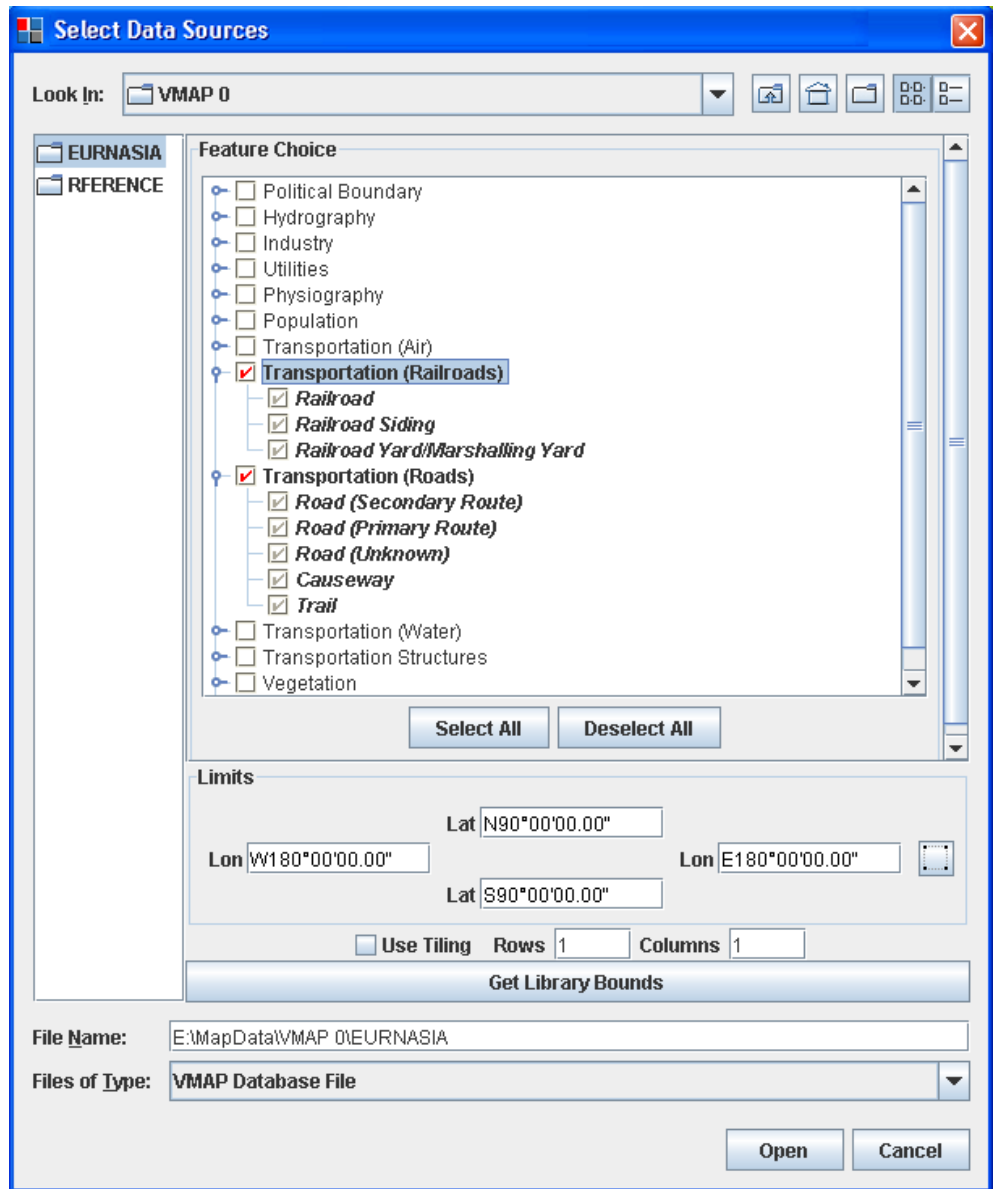 Select Data Sources
Look In: VMAP 0
EURNASIA
RFERENCE
Feature Choice
Political Boundary
Hydrography
Industry
Utilities
Physiography
Population
Transportation (Air)
Transportation (Railroads)
Railroad
Railroad Siding
Railroad Yard/Marshalling Yard
Transportation (Roads)
Road (Secondary Route)
Road (Primary Route)
Road (Unknown)
Causeway
Trail
Transportation (Water)
Transportation Structures
Vegetation
Select All Deselect All
Limits
Lat N90°00'00.00"
Lon W180°00'00.00" Lon E180°00'00.00"
Lat S90°00'00.00"
Use Tiling Rows 1 Columns 1
Get Library Bounds
File Name: E:\MapData\VMAP 0\EURNASIA
Files of Type: VMAP Database File
Open Cancel